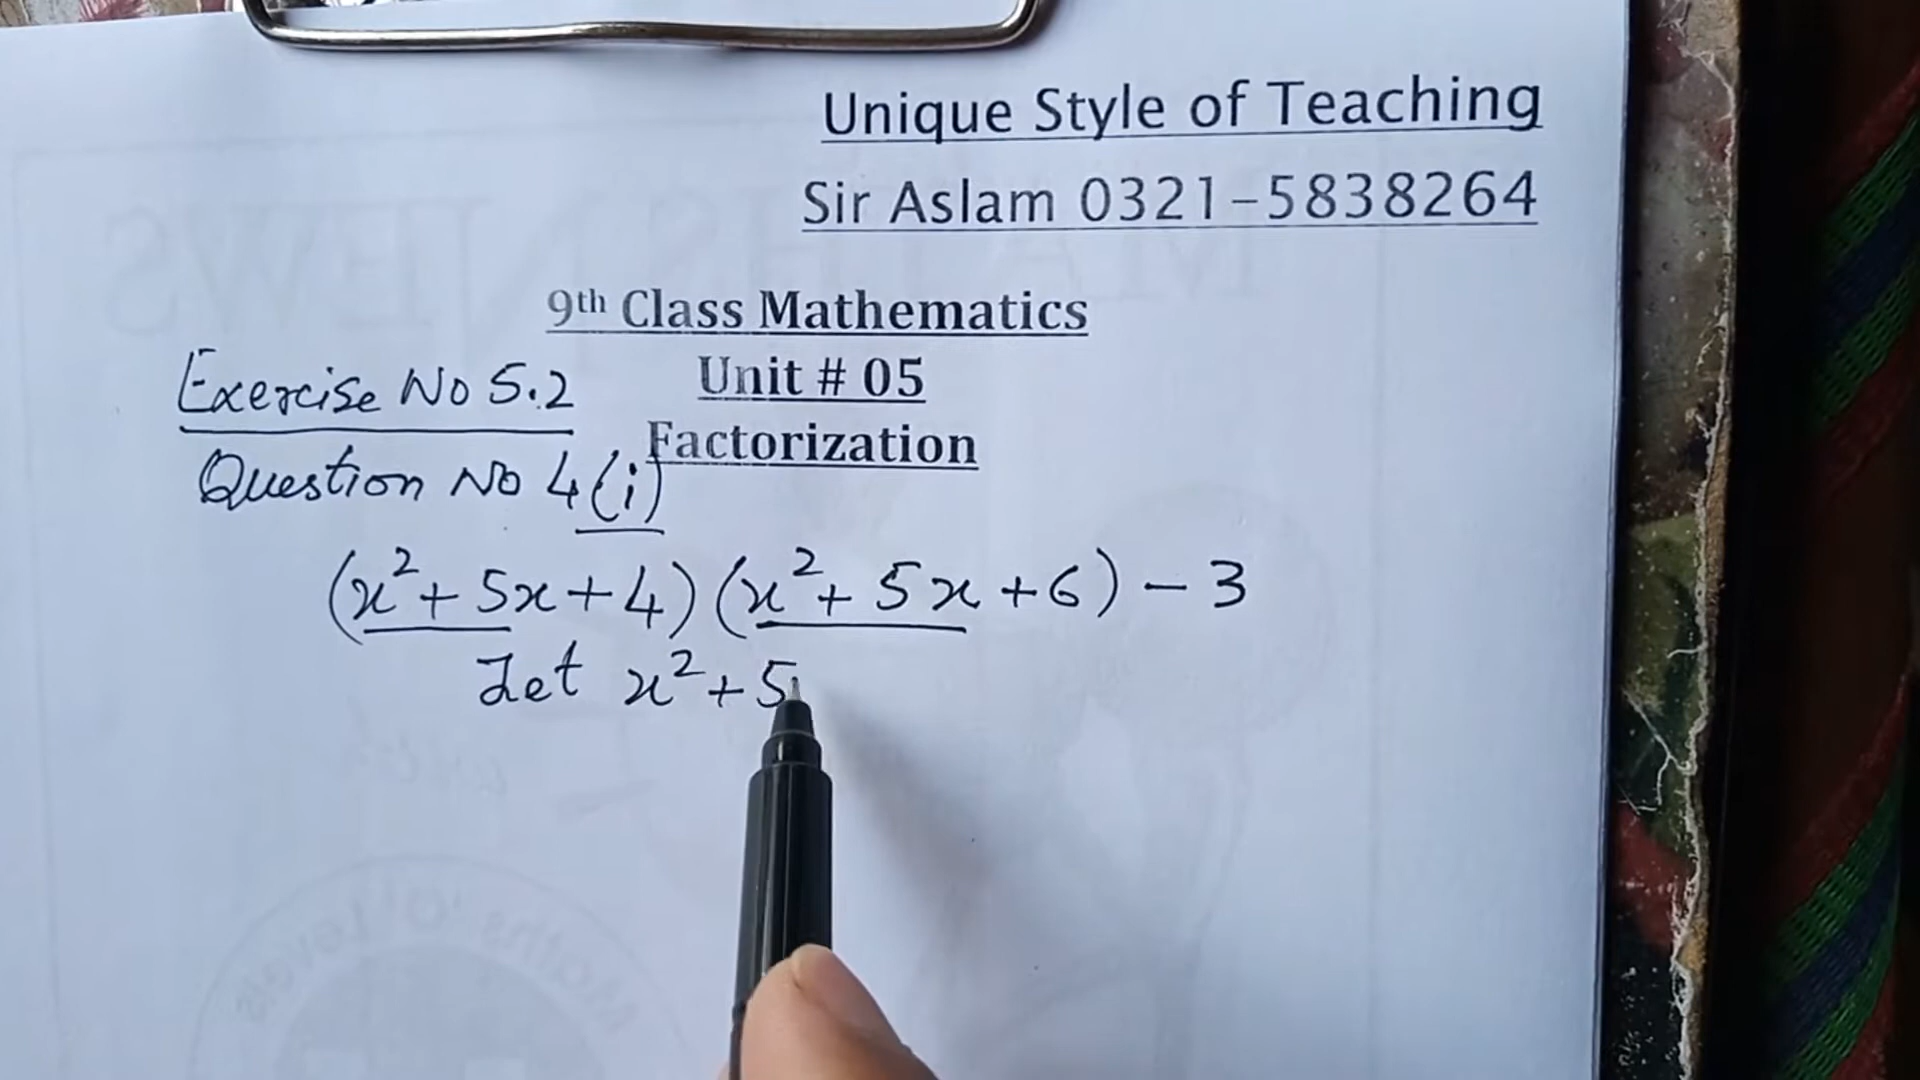 Unique Style of Teaching
Sir Aslam 0321-5838264
9th Class Mathematics
Exercise No 5.2
Unit # 05
Factorization
Question No 4(i)
(x²+5x+4)(x²+5x+6)-3
Let x²+5